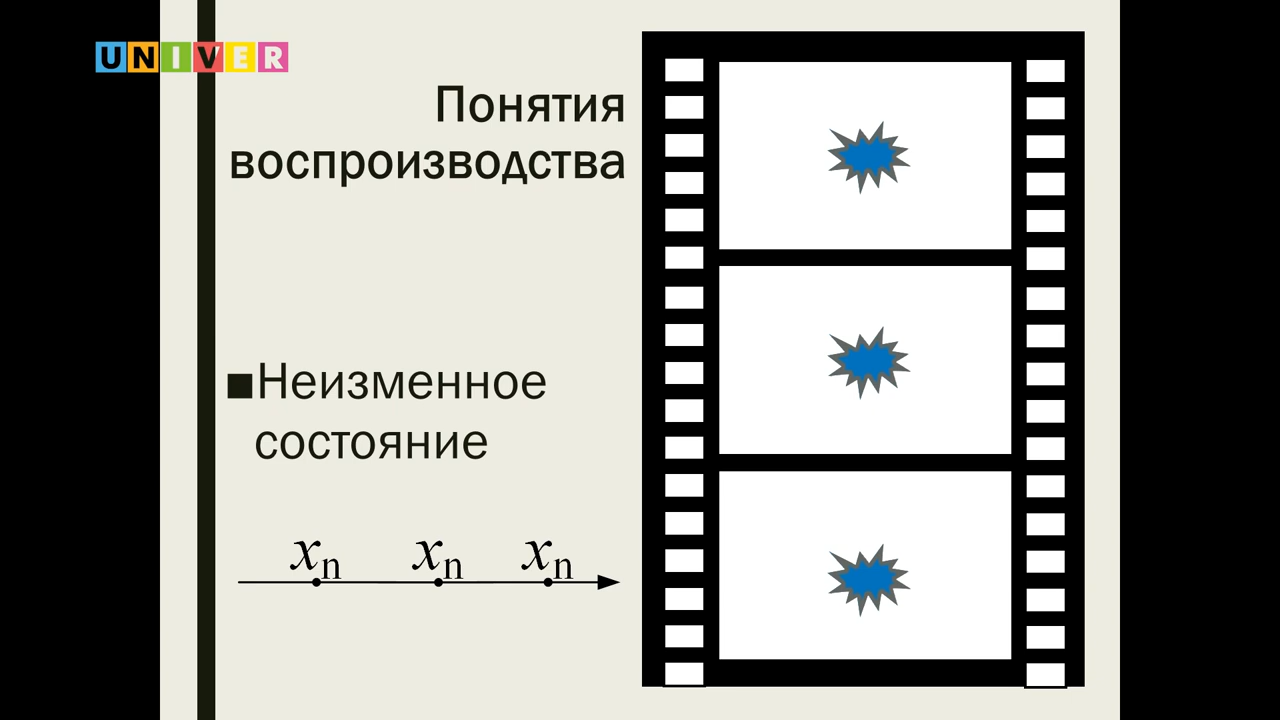 UNIVER
Понятия
воспроизводства
■Неизменное
состояние
xn xn xn